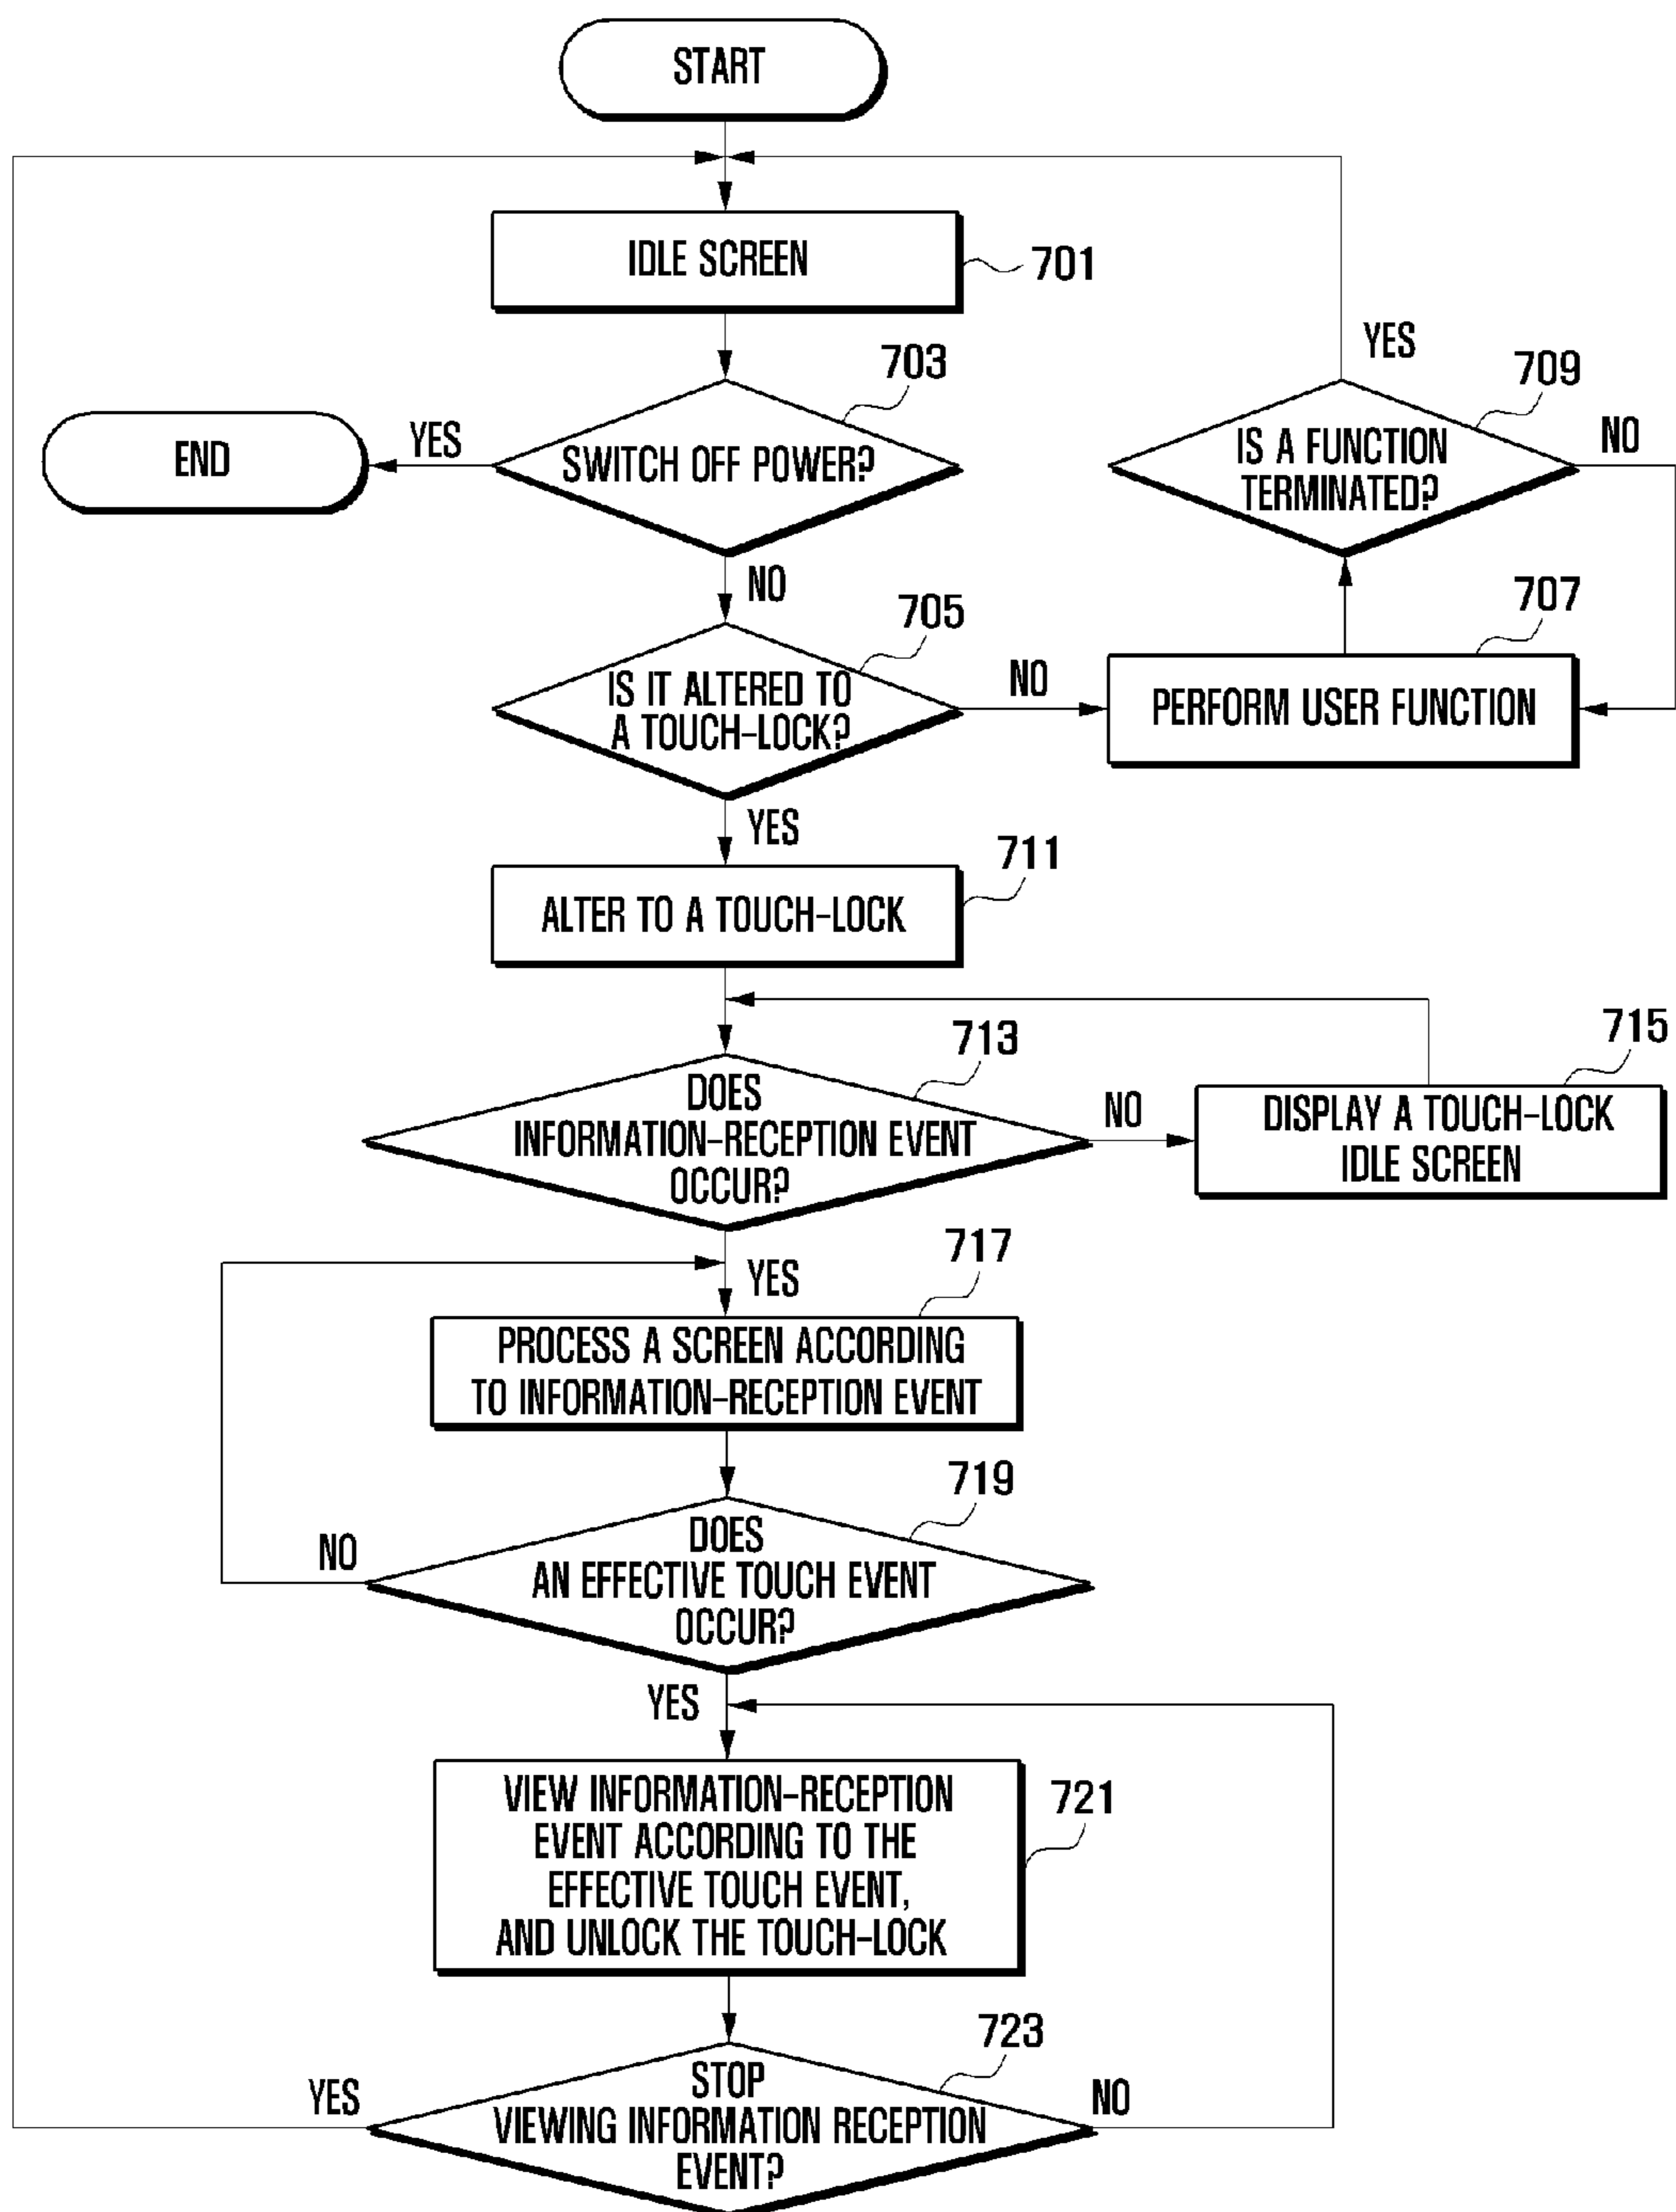 START
IDLE SCREEN
701
703
SWITCH OFF POWER?
YES
END
NO
705
IS IT ALTERED TO
A TOUCH-LOCK?
NO
707
PERFORM USER FUNCTION
709
IS A FUNCTION
TERMINATED?
YES
NO
YES
711
ALTER TO A TOUCH-LOCK
713
DOES
INFORMATION-RECEPTION EVENT
OCCUR?
NO
715
DISPLAY A TOUCH-LOCK
IDLE SCREEN
YES
717
PROCESS A SCREEN ACCORDING
TO INFORMATION-RECEPTION EVENT
719
DOES
AN EFFECTIVE TOUCH EVENT
OCCUR?
NO
YES
721
VIEW INFORMATION-RECEPTION
EVENT ACCORDING TO THE
EFFECTIVE TOUCH EVENT,
AND UNLOCK THE TOUCH-LOCK
723
STOP
VIEWING INFORMATION RECEPTION
EVENT?
YES
NO